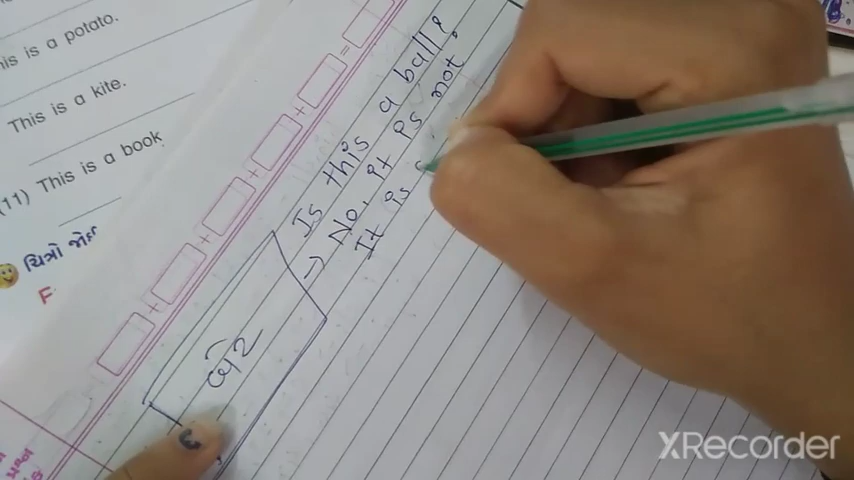 his is a potato.
This is a kite.
(11) This is a book
ચિત્રો જોઈ
F
Is this a ball?
→ No, it is not.
It is
XRecorder